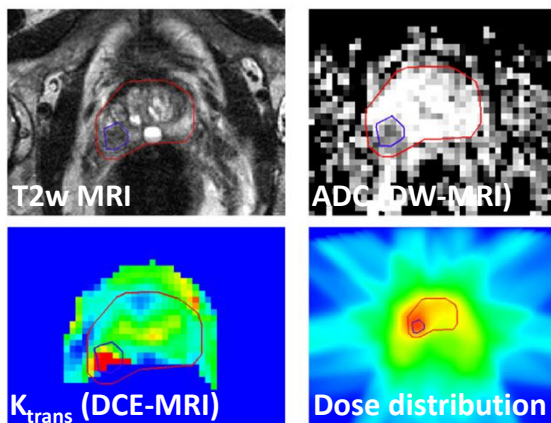 T2w MRI
ADC (DW-MRI)
Ktrans (DCE-MRI)
Dose distribution